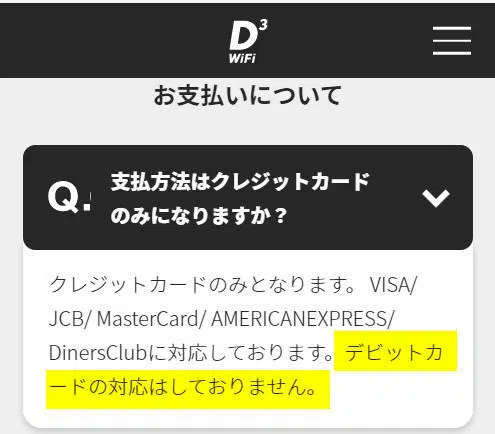 D3
WiFi
お支払いについて
Q.
支払方法はクレジットカード
のみになりますか？
クレジットカードのみとなります。 VISA/
JCB/ MasterCard/ AMERICANEXPRESS/
DinersClubに対応しております。デビットカ
ードの対応はしておりません。